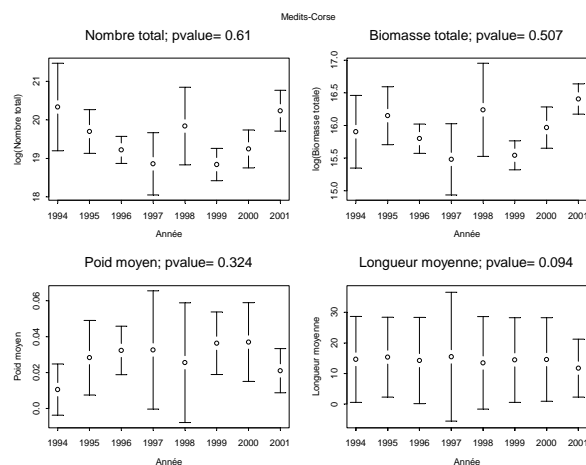 Medits-Corse
Nombre total; pvalue= 0.61
log(Nombre total)
18 19 20 21
1994 1995 1996 1997 1998 1999 2000 2001
Année
Biomasse totale; pvalue= 0.507
log(Biomasse totale)
15.0 15.5 16.0 16.5 17.0
1994 1995 1996 1997 1998 1999 2000 2001
Année
Poid moyen; pvalue= 0.324
Poid moyen
0.0 0.02 0.04 0.06
1994 1995 1996 1997 1998 1999 2000 2001
Année
Longueur moyenne; pvalue= 0.094
Longueur moyenne
0 10 20 30
1994 1995 1996 1997 1998 1999 2000 2001
Année